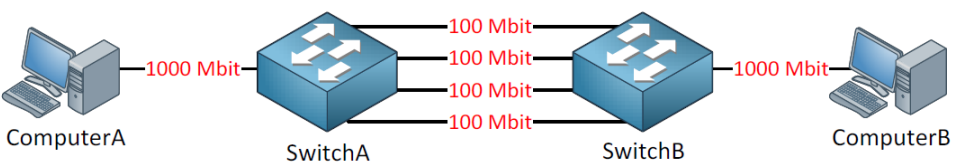 100 Mbit
1000 Mbit
100 Mbit
1000 Mbit
100 Mbit
100 Mbit
ComputerA
SwitchA
SwitchB
ComputerB